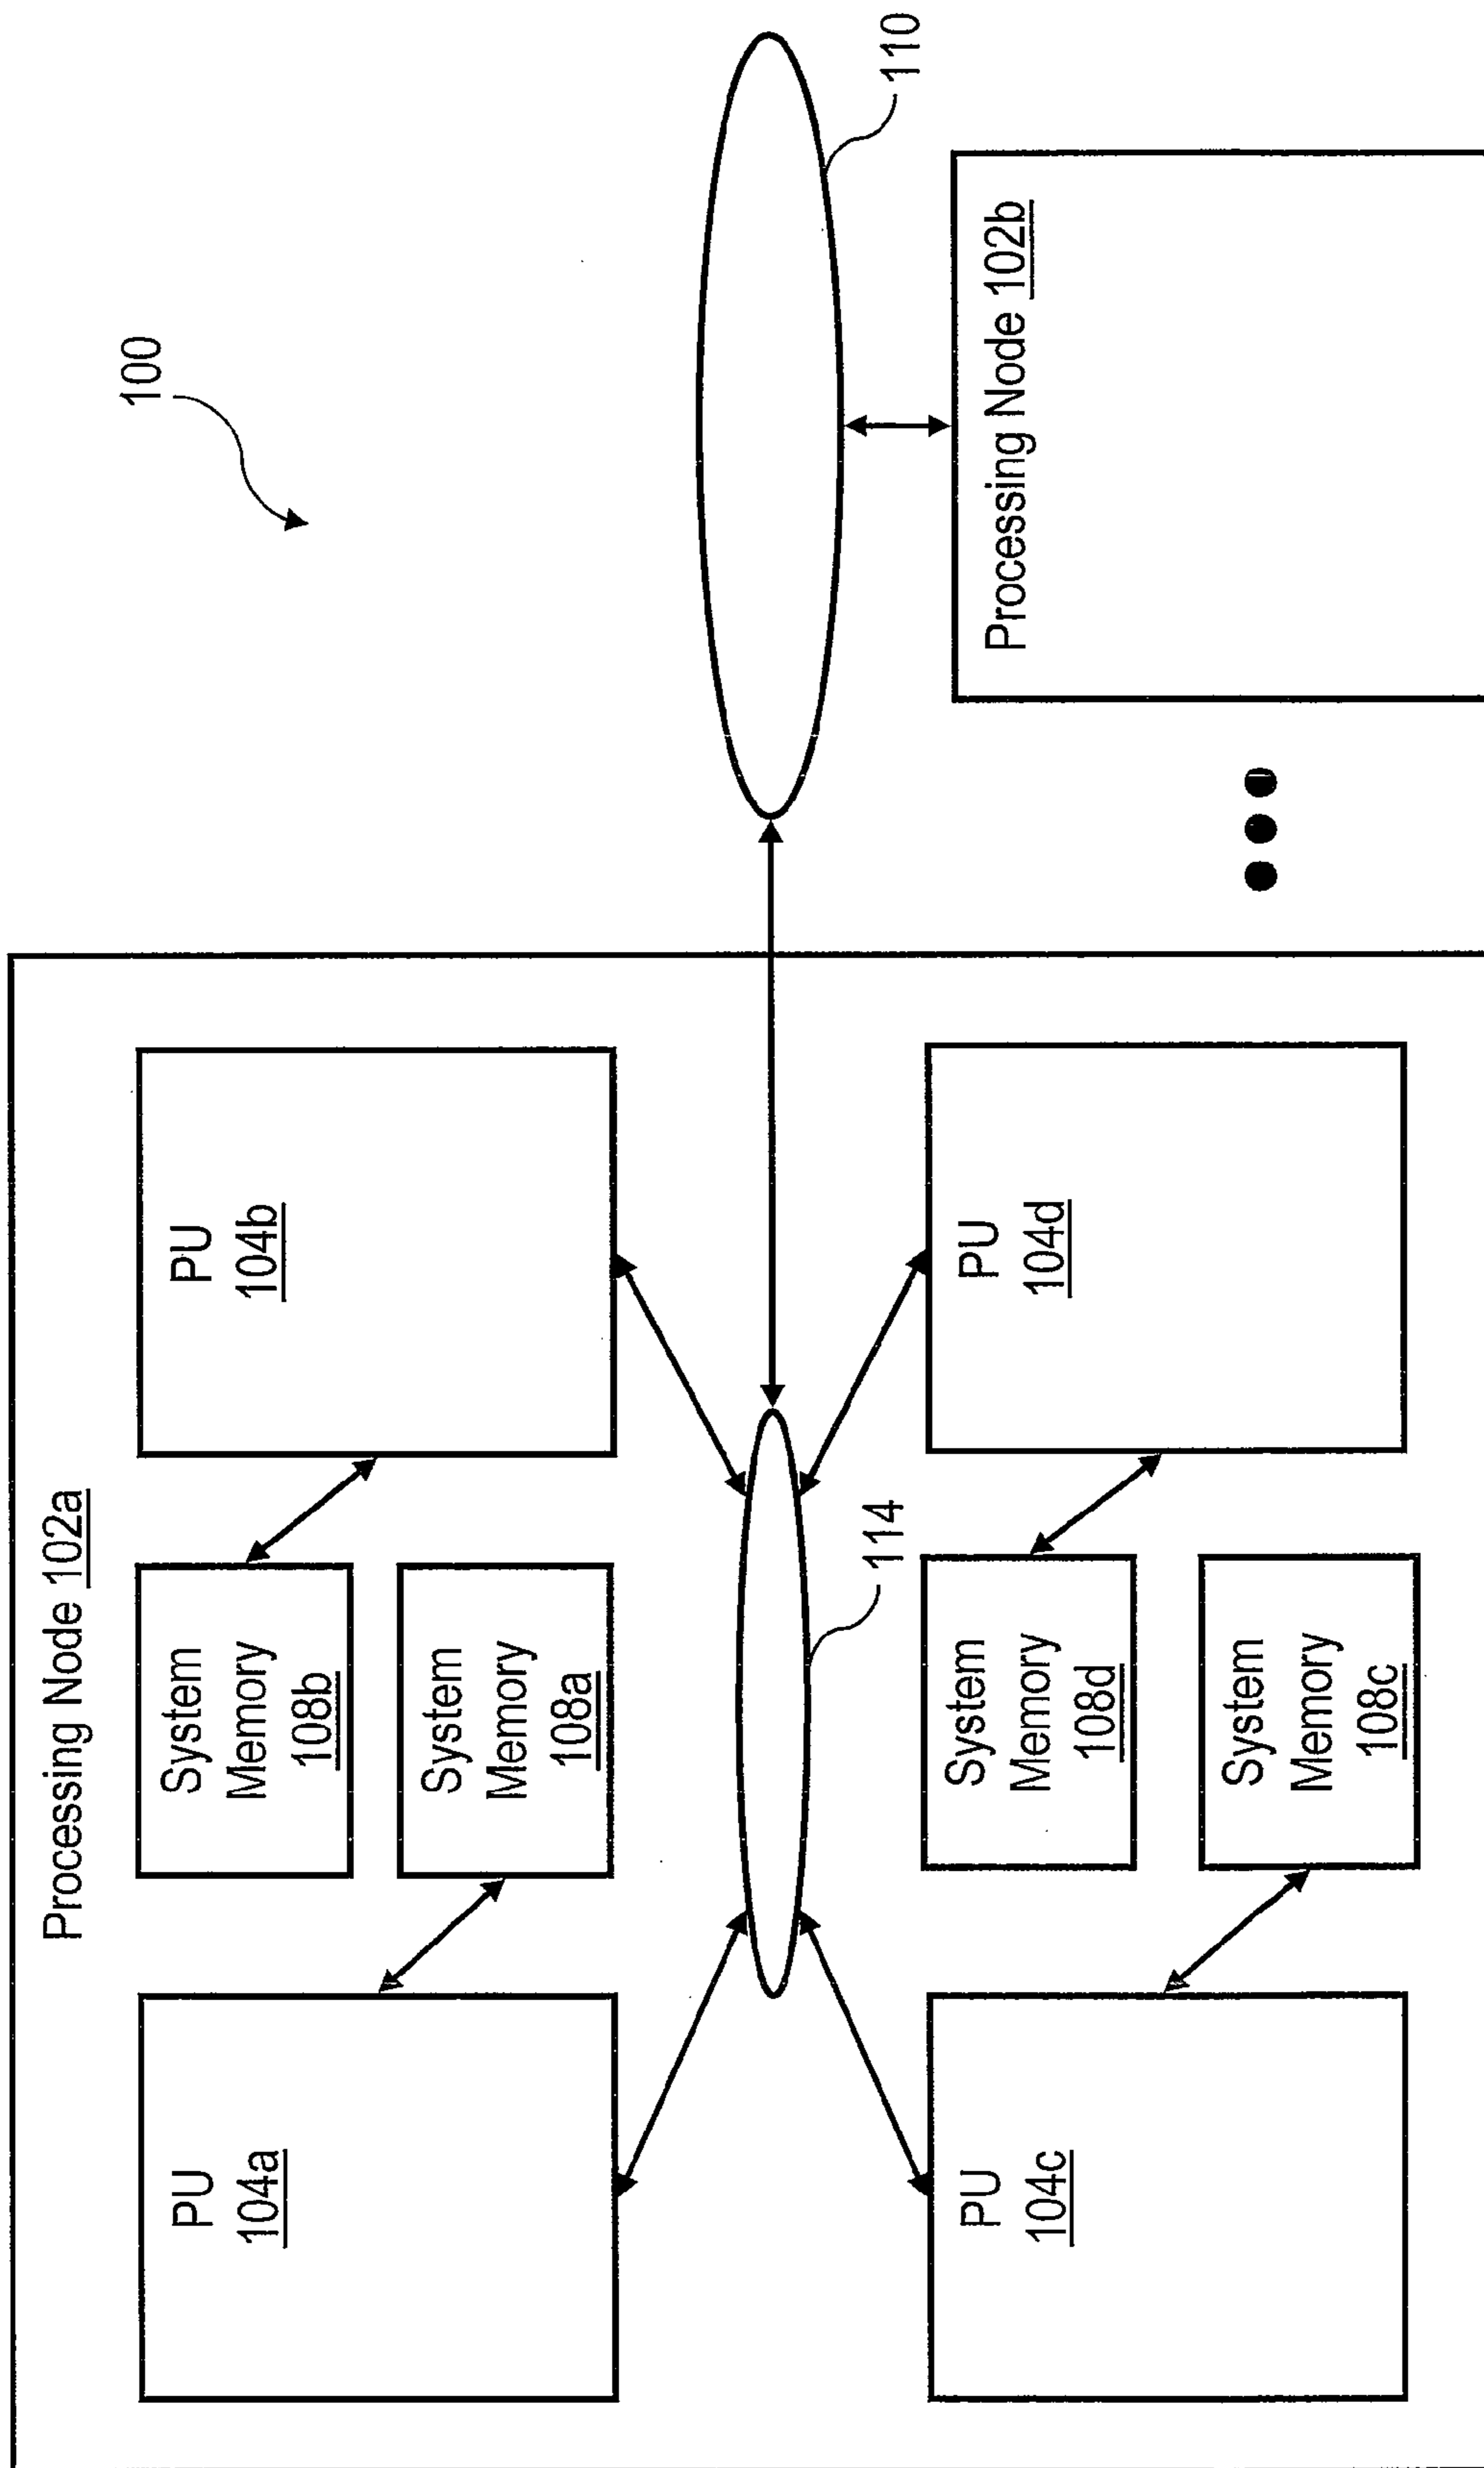 100
Processing Node 102a
PU
104a
System
Memory
108b
System
Memory
108a
PU
104b
114
110
PU
104c
System
Memory
108d
System
Memory
108c
PU
104d
Processing Node 102b